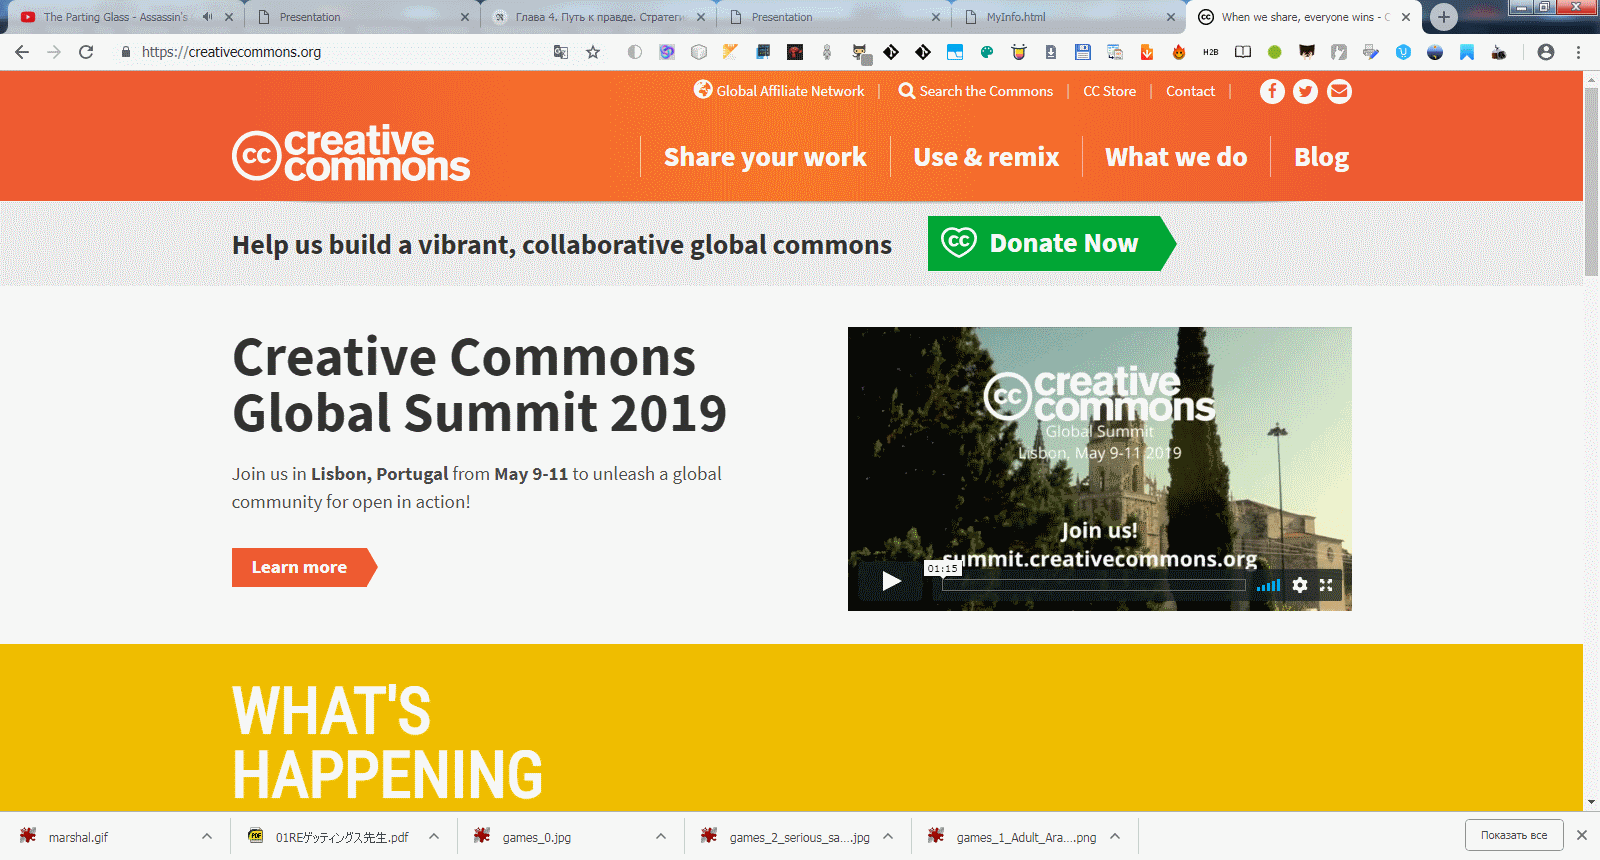 The Parting Glass - Assassin's
Presentation
Глава 4. Путь к правде. Стратеги
Presentation
MyInfo.html
When we share, everyone wins - C
https://creativecommons.org
H2B
Global Affiliate Network | Search the Commons | CC Store | Contact |
cc creative
commons
Share your work Use & remix What we do Blog
Help us build a vibrant, collaborative global commons
cc Donate Now
Creative Commons
Global Summit 2019
Join us in Lisbon, Portugal from May 9-11 to unleash a global
community for open in action!
Learn more
cc creative
commons
Global Summit
Lisbon, May 9-11 2019
Join us!
summit.creativecommons.org
01:15
WHAT'S
HAPPENING
marshal.gif
01REゲッティングス先生.pdf
games_0.jpg
games_2_serious_sa....jpg
games_1_Adult_Ara....png
Показать все